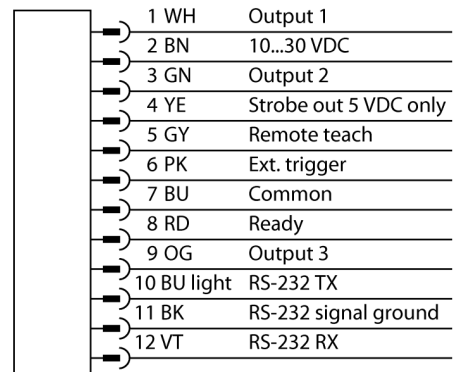 1 WH Output 1
2 BN 10...30 VDC
3 GN Output 2
4 YE Strobe out 5 VDC only
5 GY Remote teach
6 PK Ext. trigger
7 BU Common
8 RD Ready
9 OG Output 3
10 BU light RS-232 TX
11 BK RS-232 signal ground
12 VT RS-232 RX